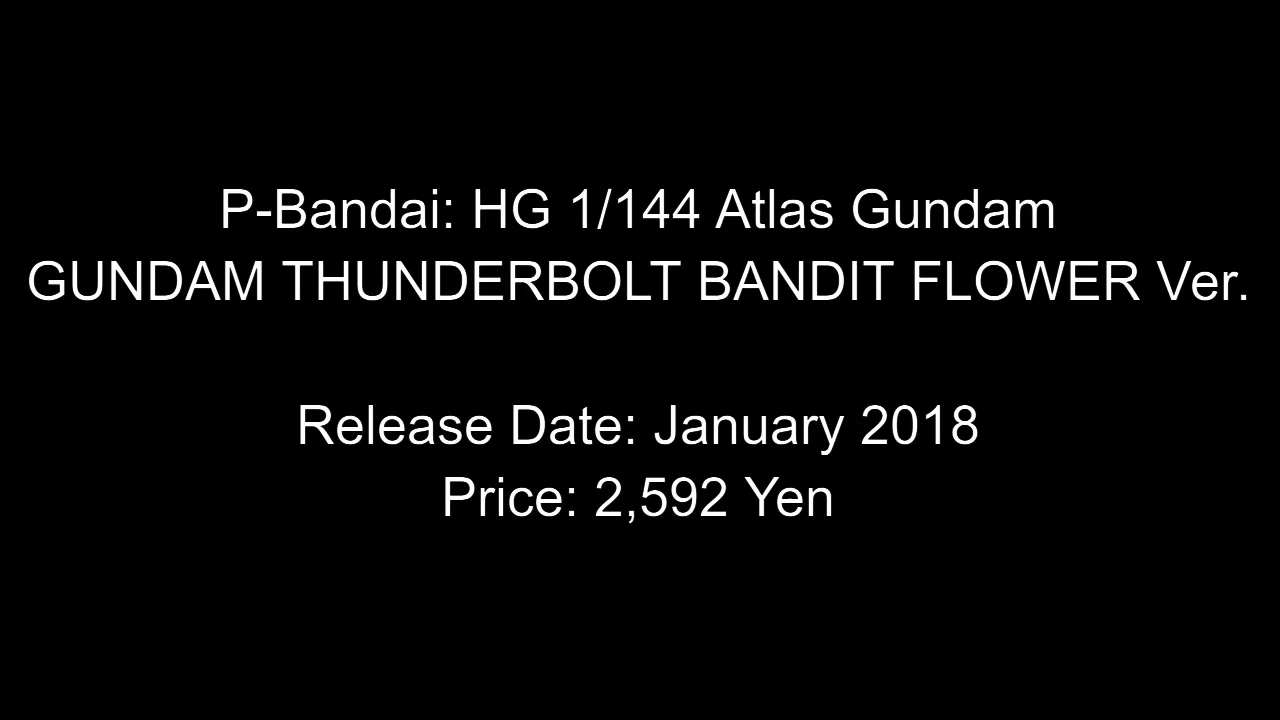 P-Bandai: HG 1/144 Atlas Gundam
GUNDAM THUNDERBOLT BANDIT FLOWER Ver.
Release Date: January 2018
Price: 2,592 Yen